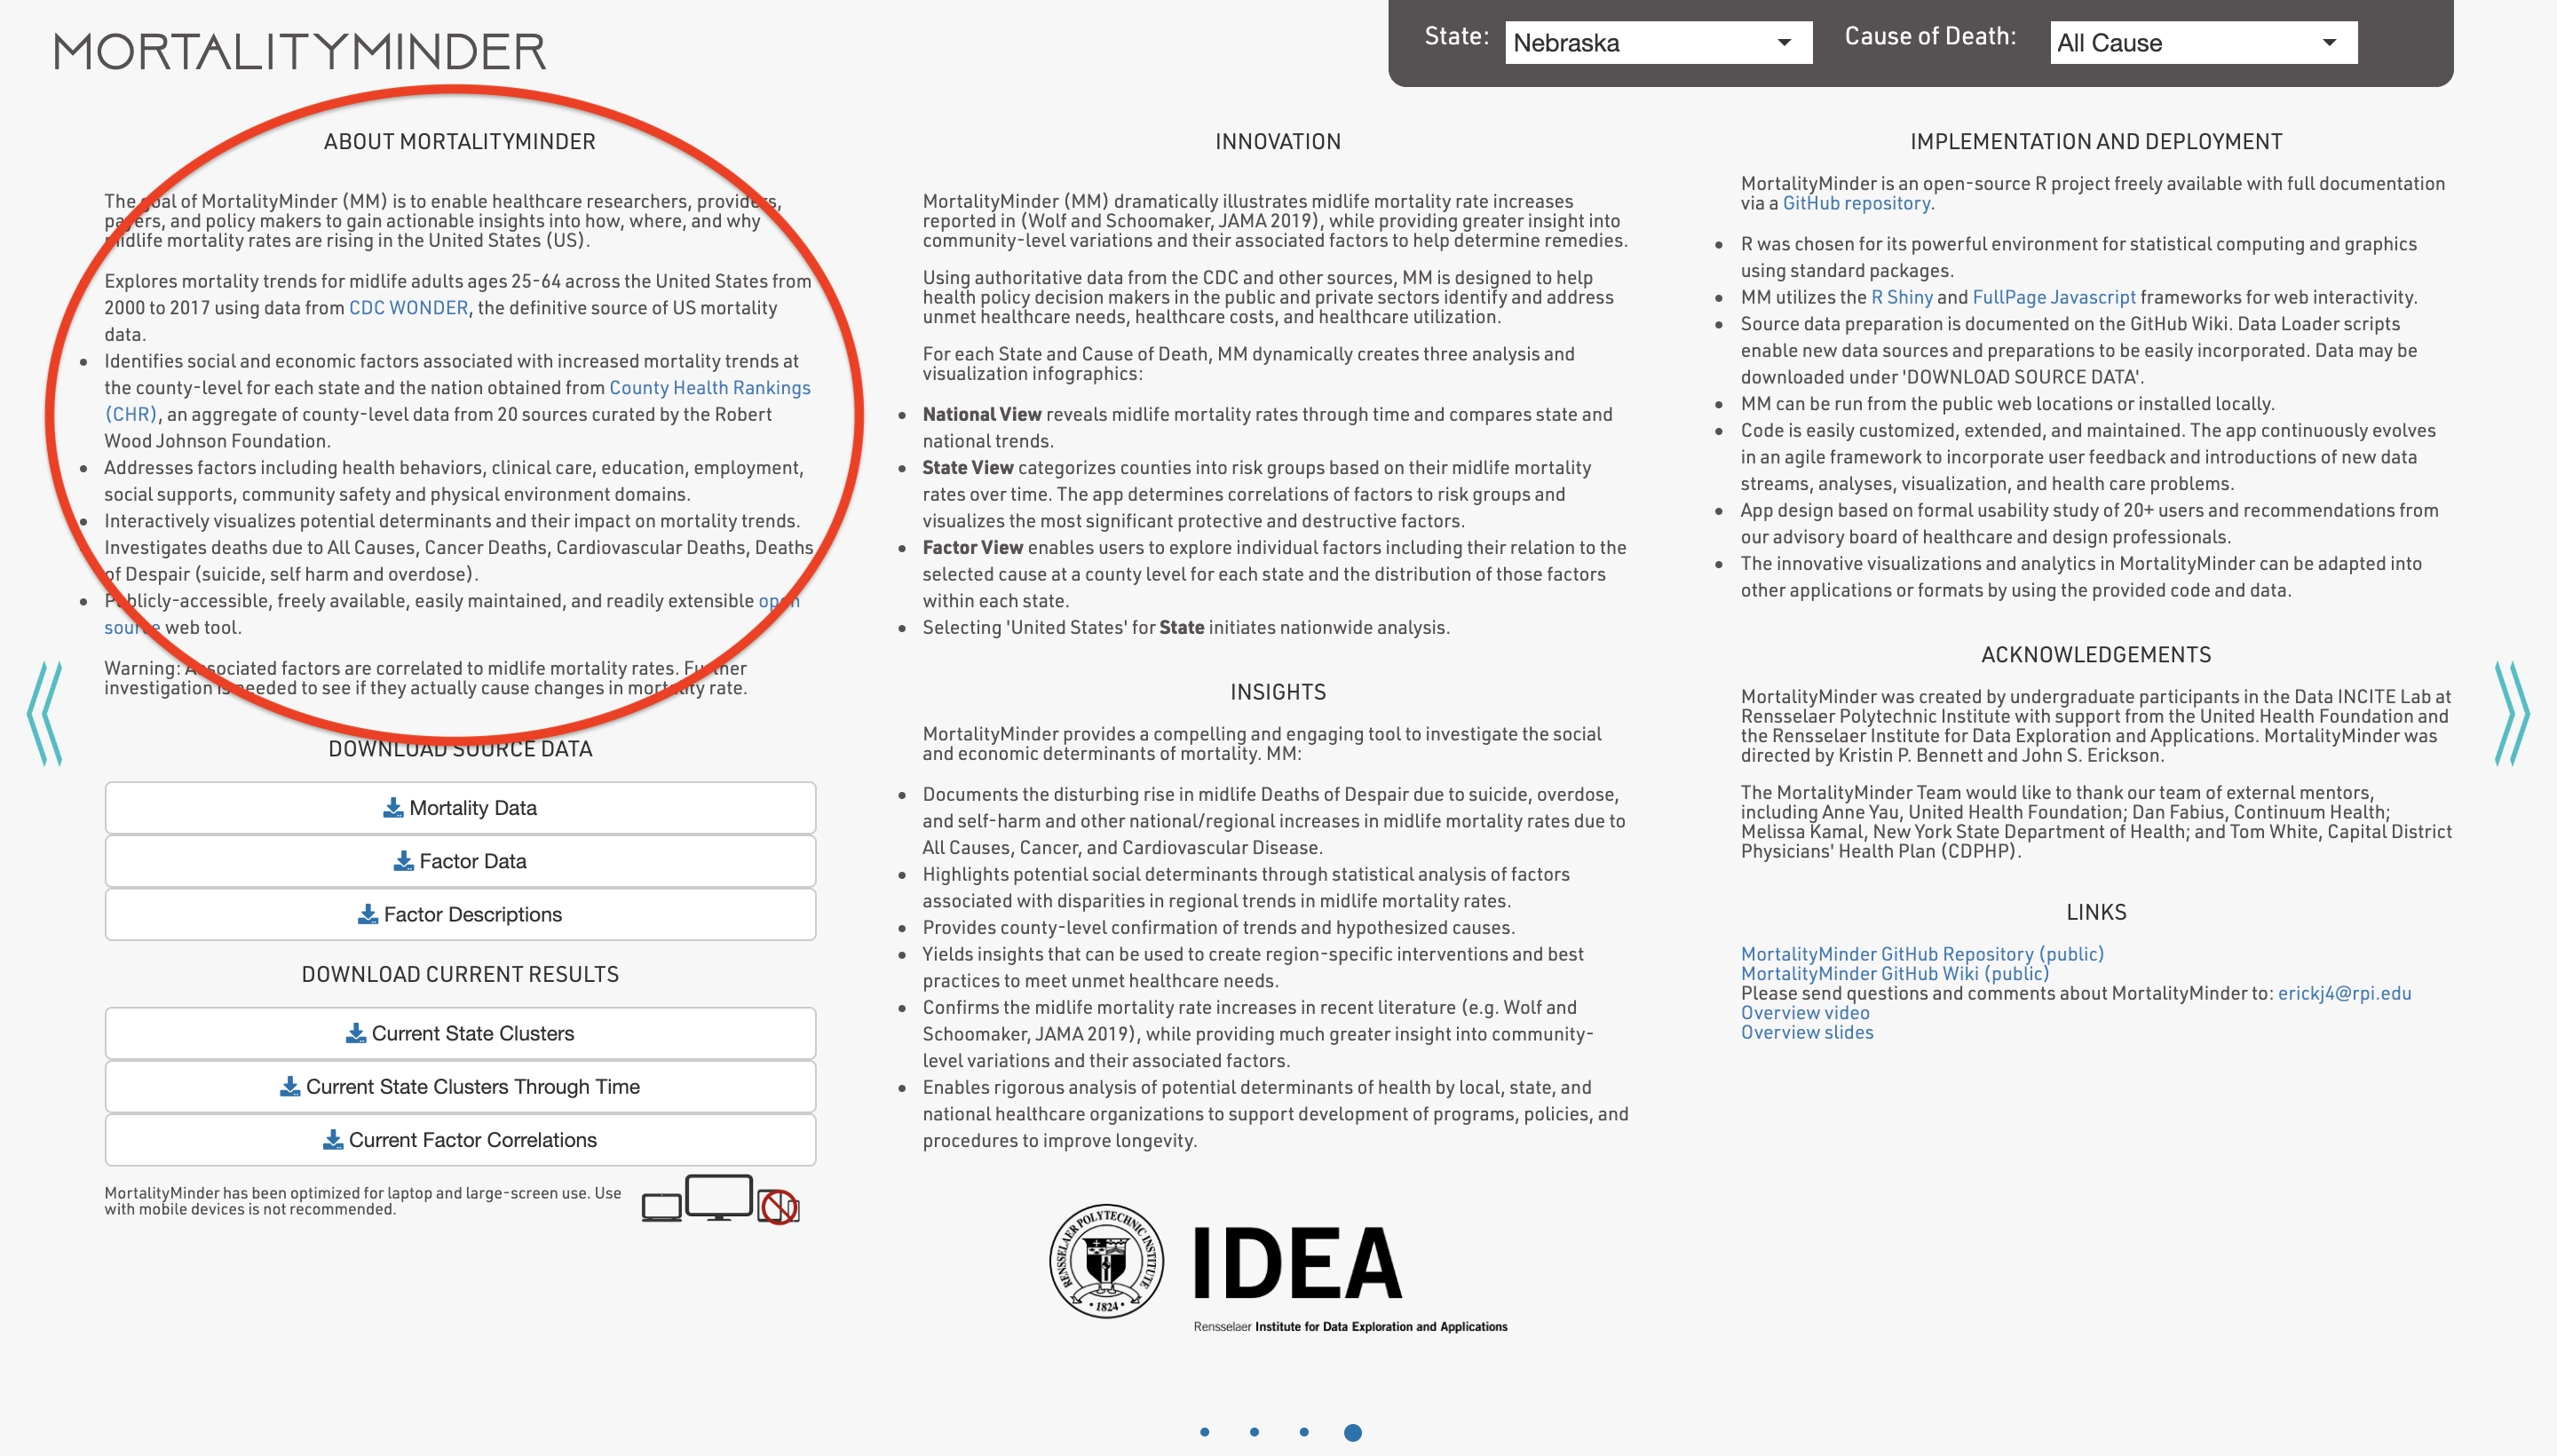 MORTALITYMINDER
State: Nebraska
Cause of Death: All Cause
ABOUT MORTALITYMINDER
The goal of MortalityMinder (MM) is to enable healthcare researchers, providers,
payers, and policy makers to gain actionable insights into how, where, and why
midlife mortality rates are rising in the United States (US).
Explores mortality trends for midlife adults ages 25-64 across the United States from
2000 to 2017 using data from CDC WONDER, the definitive source of US mortality
data.
• Identifies social and economic factors associated with increased mortality trends at
the county-level for each state and the nation obtained from County Health Rankings
(CHR), an aggregate of county-level data from 20 sources curated by the Robert
Wood Johnson Foundation.
• Addresses factors including health behaviors, clinical care, education, employment,
social supports, community safety and physical environment domains.
• Interactively visualizes potential determinants and their impact on mortality trends.
• Investigates deaths due to All Causes, Cancer Deaths, Cardiovascular Deaths, Deaths
of Despair (suicide, self harm and overdose).
• Publicly-accessible, freely available, easily maintained, and readily extensible open
source web tool.
Warning: Associated factors are correlated to midlife mortality rates. Further
investigation is needed to see if they actually cause changes in mortality rate.
DOWNLOAD SOURCE DATA
Mortality Data
Factor Data
Factor Descriptions
DOWNLOAD CURRENT RESULTS
Current State Clusters
Current State Clusters Through Time
Current Factor Correlations
MortalityMinder has been optimized for laptop and large-screen use. Use
with mobile devices is not recommended.
INNOVATION
MortalityMinder (MM) dramatically illustrates midlife mortality rate increases
reported in (Wolf and Schoomaker, JAMA 2019), while providing greater insight into
community-level variations and their associated factors to help determine remedies.
Using authoritative data from the CDC and other sources, MM is designed to help
health policy decision makers in the public and private sectors identify and address
unmet healthcare needs, healthcare costs, and healthcare utilization.
For each State and Cause of Death, MM dynamically creates three analysis and
visualization infographics:
• National View reveals midlife mortality rates through time and compares state and
national trends.
• State View categorizes counties into risk groups based on their midlife mortality
rates over time. The app determines correlations of factors to risk groups and
visualizes the most significant protective and destructive factors.
• Factor View enables users to explore individual factors including their relation to the
selected cause at a county level for each state and the distribution of those factors
within each state.
• Selecting 'United States' for State initiates nationwide analysis.
INSIGHTS
MortalityMinder provides a compelling and engaging tool to investigate the social
and economic determinants of mortality. MM:
• Documents the disturbing rise in midlife Deaths of Despair due to suicide, overdose,
and self-harm and other national/regional increases in midlife mortality rates due to
All Causes, Cancer, and Cardiovascular Disease.
• Highlights potential social determinants through statistical analysis of factors
associated with disparities in regional trends in midlife mortality rates.
• Provides county-level confirmation of trends and hypothesized causes.
• Yields insights that can be used to create region-specific interventions and best
practices to meet unmet healthcare needs.
• Confirms the midlife mortality rate increases in recent literature (e.g. Wolf and
Schoomaker, JAMA 2019), while providing much greater insight into community-
level variations and their associated factors.
• Enables rigorous analysis of potential determinants of health by local, state, and
national healthcare organizations to support development of programs, policies, and
procedures to improve longevity.
RENSSELAER POLYTECHNIC INSTITUTE
• 1824 •
IDEA
Rensselaer Institute for Data Exploration and Applications
IMPLEMENTATION AND DEPLOYMENT
MortalityMinder is an open-source R project freely available with full documentation
via a GitHub repository.
• R was chosen for its powerful environment for statistical computing and graphics
using standard packages.
• MM utilizes the R Shiny and FullPage Javascript frameworks for web interactivity.
• Source data preparation is documented on the GitHub Wiki. Data Loader scripts
enable new data sources and preparations to be easily incorporated. Data may be
downloaded under 'DOWNLOAD SOURCE DATA'.
• MM can be run from the public web locations or installed locally.
• Code is easily customized, extended, and maintained. The app continuously evolves
in an agile framework to incorporate user feedback and introductions of new data
streams, analyses, visualization, and health care problems.
• App design based on formal usability study of 20+ users and recommendations from
our advisory board of healthcare and design professionals.
• The innovative visualizations and analytics in MortalityMinder can be adapted into
other applications or formats by using the provided code and data.
ACKNOWLEDGEMENTS
MortalityMinder was created by undergraduate participants in the Data INCITE Lab at
Rensselaer Polytechnic Institute with support from the United Health Foundation and
the Rensselaer Institute for Data Exploration and Applications. MortalityMinder was
directed by Kristin P. Bennett and John S. Erickson.
The MortalityMinder Team would like to thank our team of external mentors,
including Anne Yau, United Health Foundation; Dan Fabius, Continuum Health;
Melissa Kamal, New York State Department of Health; and Tom White, Capital District
Physicians' Health Plan (CDPHP).
LINKS
MortalityMinder GitHub Repository (public)
MortalityMinder GitHub Wiki (public)
Please send questions and comments about MortalityMinder to: erickj4@rpi.edu
Overview video
Overview slides